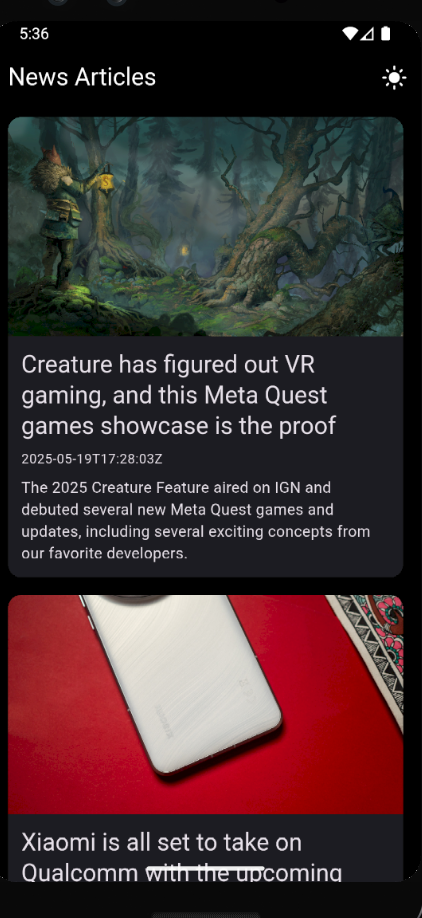 5:36
News Articles
Creature has figured out VR
gaming, and this Meta Quest
games showcase is the proof
2025-05-19T17:28:03Z
The 2025 Creature Feature aired on IGN and
debuted several new Meta Quest games and
updates, including several exciting concepts from
our favorite developers.
Xiaomi is all set to take on
Qualcomm with the upcoming